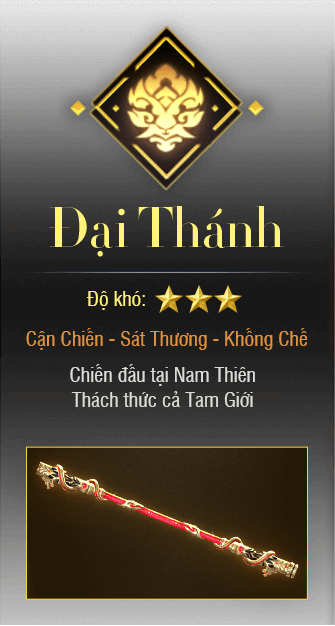 Đại Thánh
Độ khó:
Cận Chiến - Sát Thương - Khống Chế
Chiến đấu tại Nam Thiên
Thách thức cả Tam Giới